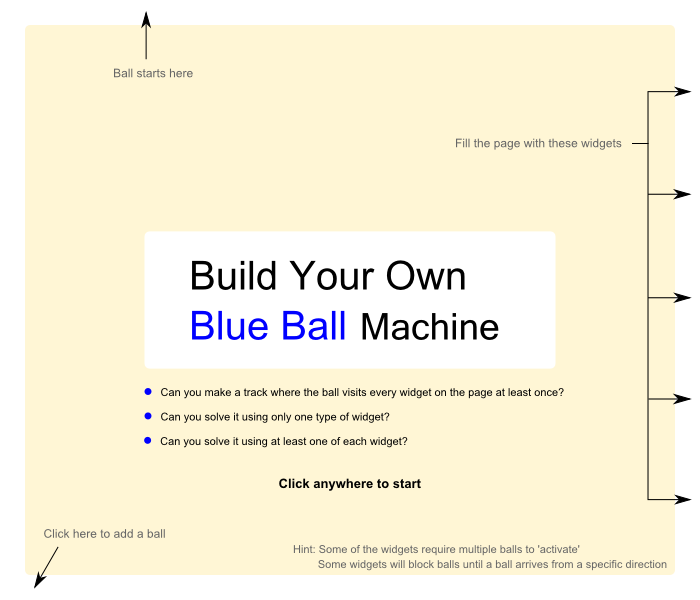 Ball starts here
Fill the page with these widgets
Build Your Own
Blue Ball Machine
Can you make a track where the ball visits every widget on the page at least once?
Can you solve it using only one type of widget?
Can you solve it using at least one of each widget?
Click anywhere to start
Click here to add a ball
Hint: Some of the widgets require multiple balls to 'activate'
Some widgets will block balls until a ball arrives from a specific direction